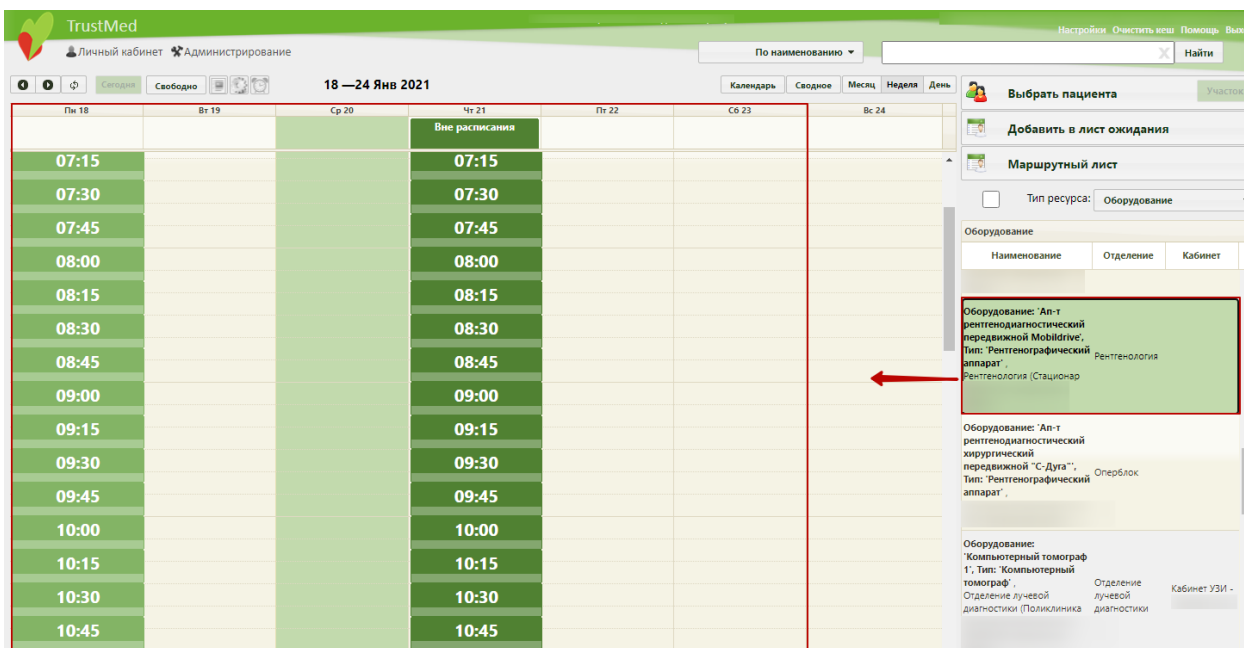 TrustMed
Настройки Очистить кеш Помощь Вых
Личный кабинет Администрирование
По наименованию
Найти
Сегодня Свободно 18 —24 Янв 2021 Календарь Сводное Месяц Неделя День
Выбрать пациента Участок
Добавить в лист ожидания
Маршрутный лист
Тип ресурса: Оборудование
Пн 18 Вт 19 Ср 20 Чт 21 Пт 22 Сб 23 Вс 24
Вне расписания
07:15 07:15
07:30 07:30
07:45 07:45
08:00 08:00
08:15 08:15
08:30 08:30
08:45 08:45
09:00 09:00
09:15 09:15
09:30 09:30
09:45 09:45
10:00 10:00
10:15 10:15
10:30 10:30
10:45 10:45
Оборудование
Наименование Отделение Кабинет
Оборудование: 'Ап-т
рентгенодиагностический
передвижной Mobildrive',
Тип: 'Рентгенографический
аппарат' ,
Рентгенология (Стационар
Рентгенология
Оборудование: 'Ап-т
рентгенодиагностический
хирургический
передвижной "С-Дуга"',
Тип: 'Рентгенографический
аппарат' ,
Оперблок
Оборудование:
'Компьютерный томограф
1', Тип: 'Компьютерный
томограф' ,
Отделение лучевой
диагностики (Поликлиника
Отделение
лучевой
диагностики
Кабинет УЗИ -